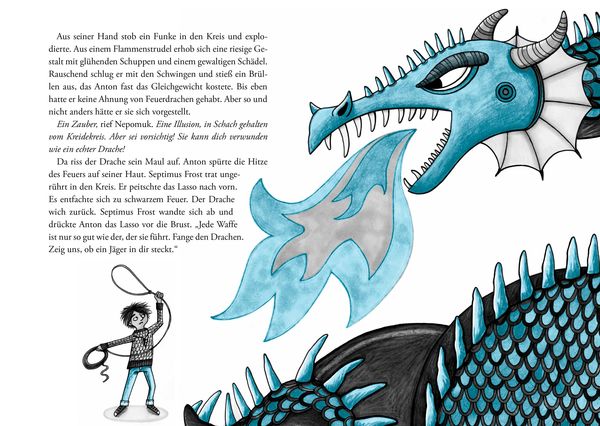 Aus seiner Hand stob ein Funke in den Kreis und explo-
dierte. Aus einem Flammenstrudel erhob sich eine riesige Ge-
stalt mit glühenden Schuppen und einem gewaltigen Schädel.
Rauschend schlug er mit den Schwingen und stieß ein Brül-
len aus, das Anton fast das Gleichgewicht kostete. Bis eben
hatte er keine Ahnung von Feuerdrachen gehabt. Aber so und
nicht anders hätte er sie sich vorgestellt.
Ein Zauber, rief Nepomuk. Eine Illusion, in Schach gehalten
vom Kreidekreis. Aber sei vorsichtig! Sie kann dich verwunden
wie ein echter Drache!
Da riss der Drache sein Maul auf. Anton spürte die Hitze
des Feuers auf seiner Haut. Septimus Frost trat unge-
rührt in den Kreis. Er peitschte das Lasso nach vorn.
Es entfachte sich zu schwarzem Feuer. Der Drache
wich zurück. Septimus Frost wandte sich ab und
drückte Anton das Lasso vor die Brust. „Jede Waffe
ist nur so gut wie der, der sie führt. Fange den Drachen.
Zeig uns, ob ein Jäger in dir steckt.“